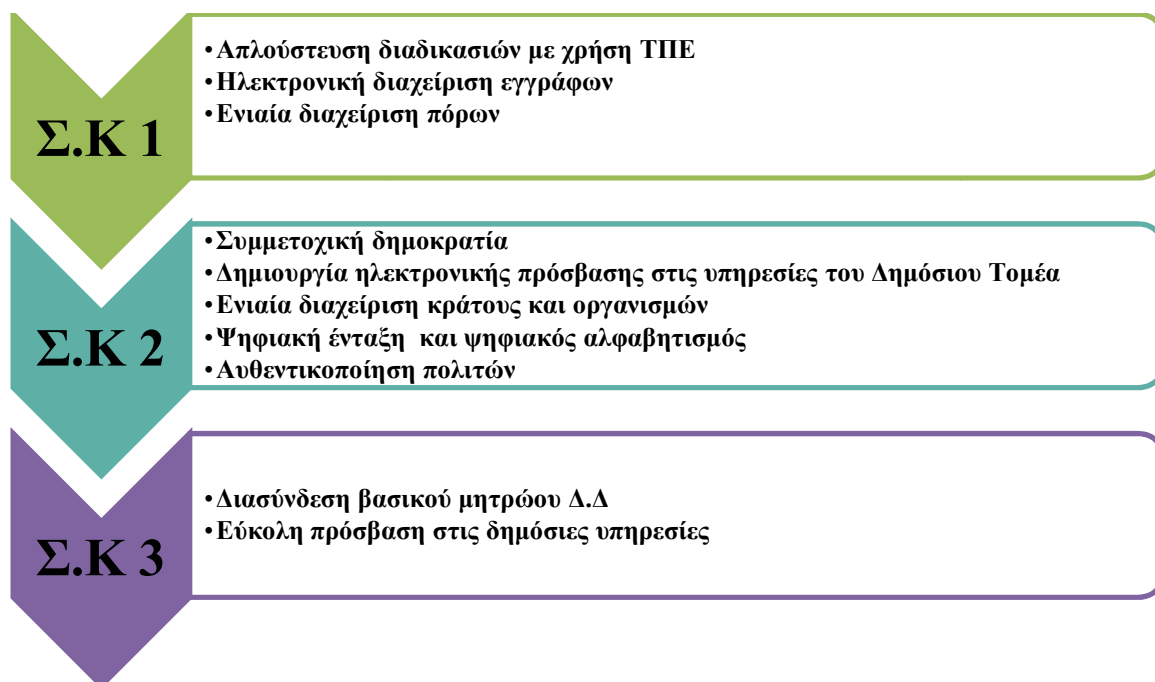 Σ.Κ 1
•Απλούστευση διαδικασιών με χρήση ΤΠΕ
•Ηλεκτρονική διαχείριση εγγράφων
•Ενιαία διαχείριση πόρων
Σ.Κ 2
•Συμμετοχική δημοκρατία
•Δημιουργία ηλεκτρονικής πρόσβασης στις υπηρεσίες του Δημόσιου Τομέα
•Ενιαία διαχείριση κράτους και οργανισμών
•Ψηφιακή ένταξη  και ψηφιακός αλφαβητισμός
•Αυθεντικοποίηση πολιτών
Σ.Κ 3
•Διασύνδεση βασικού μητρώου Δ.Δ
•Εύκολη πρόσβαση στις δημόσιες υπηρεσίες